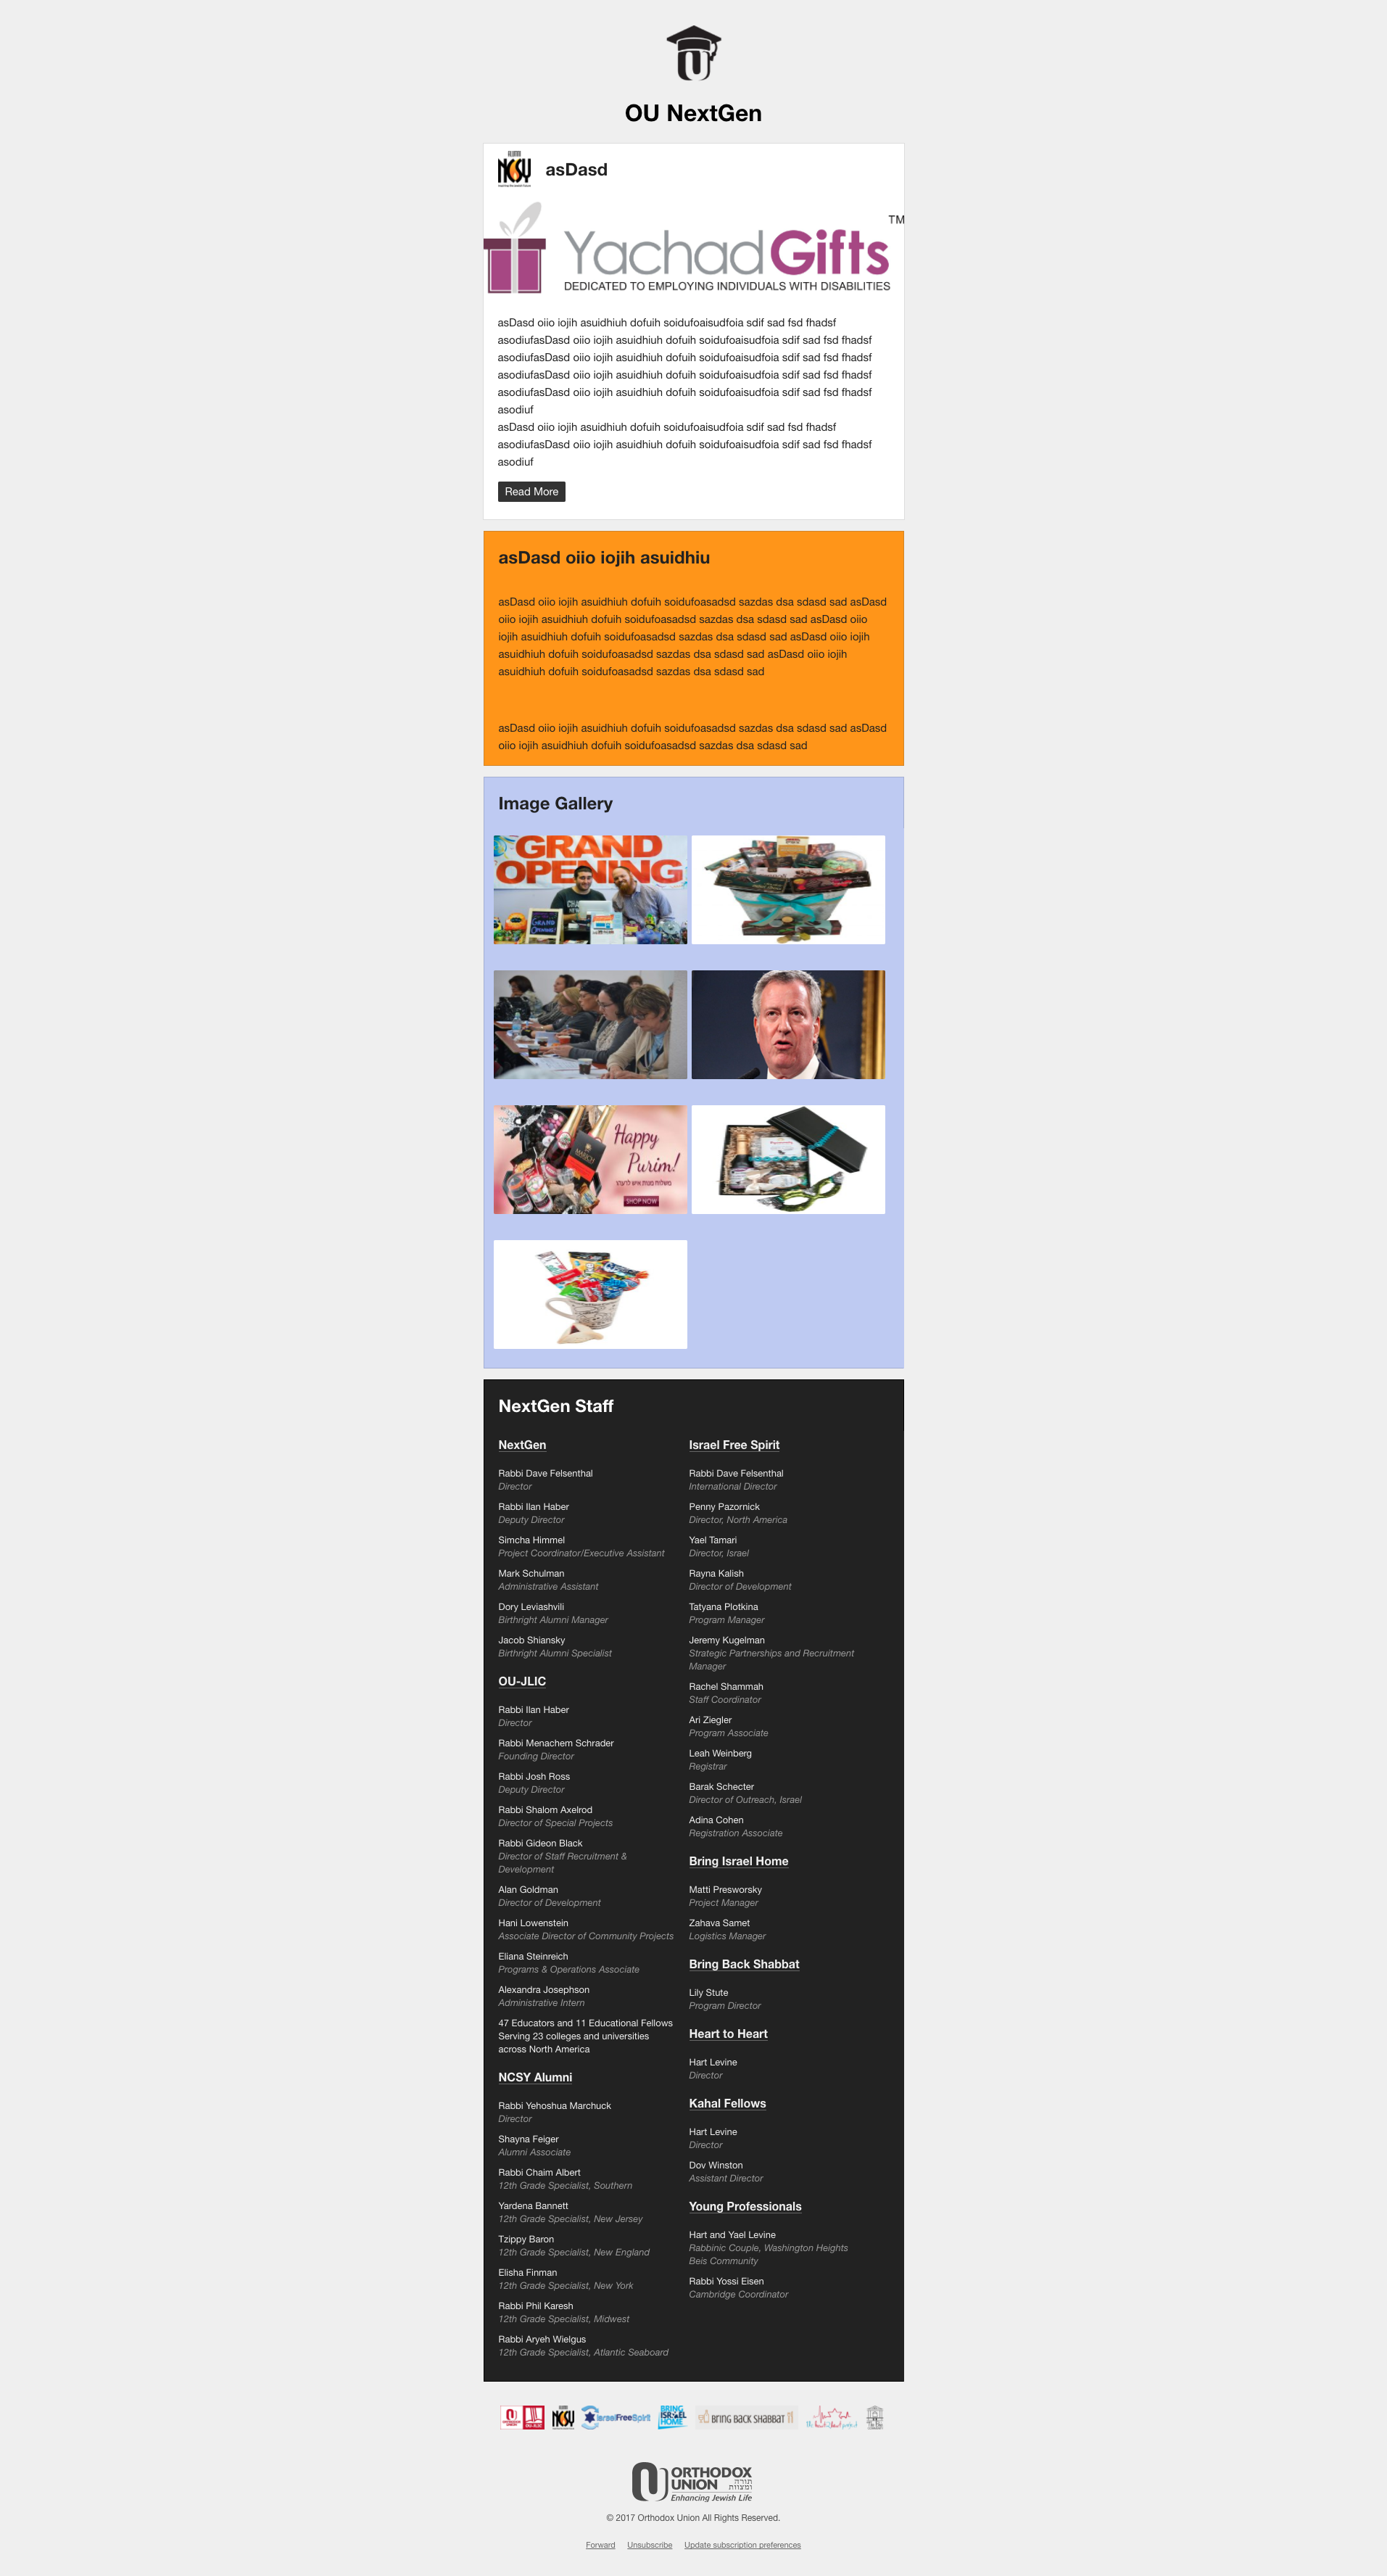 OU NextGen
ALUMNI
NCSY
asDasd
TM
YachadGifts
DEDICATED TO EMPLOYING INDIVIDUALS WITH DISABILITIES
asDasd oiio iojih asuidhiuh dofuih soidufoaisudfoia sdif sad fsd fhadsf
asodiufasDasd oiio iojih asuidhiuh dofuih soidufoaisudfoia sdif sad fsd fhadsf
asodiufasDasd oiio iojih asuidhiuh dofuih soidufoaisudfoia sdif sad fsd fhadsf
asodiufasDasd oiio iojih asuidhiuh dofuih soidufoaisudfoia sdif sad fsd fhadsf
asodiufasDasd oiio iojih asuidhiuh dofuih soidufoaisudfoia sdif sad fsd fhadsf
asodiuf
asDasd oiio iojih asuidhiuh dofuih soidufoaisudfoia sdif sad fsd fhadsf
asodiufasDasd oiio iojih asuidhiuh dofuih soidufoaisudfoia sdif sad fsd fhadsf
asodiuf
Read More
asDasd oiio iojih asuidhiu
asDasd oiio iojih asuidhiuh dofuih soidufoasadsd sazdas dsa sdasd sad asDasd
oiio iojih asuidhiuh dofuih soidufoasadsd sazdas dsa sdasd sad asDasd oiio
iojih asuidhiuh dofuih soidufoasadsd sazdas dsa sdasd sad asDasd oiio iojih
asuidhiuh dofuih soidufoasadsd sazdas dsa sdasd sad asDasd oiio iojih
asuidhiuh dofuih soidufoasadsd sazdas dsa sdasd sad
asDasd oiio iojih asuidhiuh dofuih soidufoasadsd sazdas dsa sdasd sad asDasd
oiio iojih asuidhiuh dofuih soidufoasadsd sazdas dsa sdasd sad
Image Gallery
GRAND
OPENING
GRAND
OPENING
Happy
Purim!
SHOP NOW
NextGen Staff
NextGen
Rabbi Dave Felsenthal
Director
Rabbi Ilan Haber
Deputy Director
Simcha Himmel
Project Coordinator/Executive Assistant
Mark Schulman
Administrative Assistant
Dory Leviashvili
Birthright Alumni Manager
Jacob Shiansky
Birthright Alumni Specialist
OU-JLIC
Rabbi Ilan Haber
Director
Rabbi Menachem Schrader
Founding Director
Rabbi Josh Ross
Deputy Director
Rabbi Shalom Axelrod
Director of Special Projects
Rabbi Gideon Black
Director of Staff Recruitment &
Development
Alan Goldman
Director of Development
Hani Lowenstein
Associate Director of Community Projects
Eliana Steinreich
Programs & Operations Associate
Alexandra Josephson
Administrative Intern
47 Educators and 11 Educational Fellows
Serving 23 colleges and universities
across North America
NCSY Alumni
Rabbi Yehoshua Marchuck
Director
Shayna Feiger
Alumni Associate
Rabbi Chaim Albert
12th Grade Specialist, Southern
Yardena Bannett
12th Grade Specialist, New Jersey
Tzippy Baron
12th Grade Specialist, New England
Elisha Finman
12th Grade Specialist, New York
Rabbi Phil Karesh
12th Grade Specialist, Midwest
Rabbi Aryeh Wielgus
12th Grade Specialist, Atlantic Seaboard
Israel Free Spirit
Rabbi Dave Felsenthal
International Director
Penny Pazornick
Director, North America
Yael Tamari
Director, Israel
Rayna Kalish
Director of Development
Tatyana Plotkina
Program Manager
Jeremy Kugelman
Strategic Partnerships and Recruitment
Manager
Rachel Shammah
Staff Coordinator
Ari Ziegler
Program Associate
Leah Weinberg
Registrar
Barak Schecter
Director of Outreach, Israel
Adina Cohen
Registration Associate
Bring Israel Home
Matti Presworsky
Project Manager
Zahava Samet
Logistics Manager
Bring Back Shabbat
Lily Stute
Program Director
Heart to Heart
Hart Levine
Director
Kahal Fellows
Hart Levine
Director
Dov Winston
Assistant Director
Young Professionals
Hart and Yael Levine
Rabbinic Couple, Washington Heights
Beis Community
Rabbi Yossi Eisen
Cambridge Coordinator
ORTHODOX
UNION
NCSY
IsraelFreeSpirit
BRING
ISRAEL
HOME
BRING BACK SHABBAT
ORTHODOX
UNION
תורה
ומצוות
Enhancing Jewish Life
© 2017 Orthodox Union All Rights Reserved.
Forward Unsubscribe Update subscription preferences